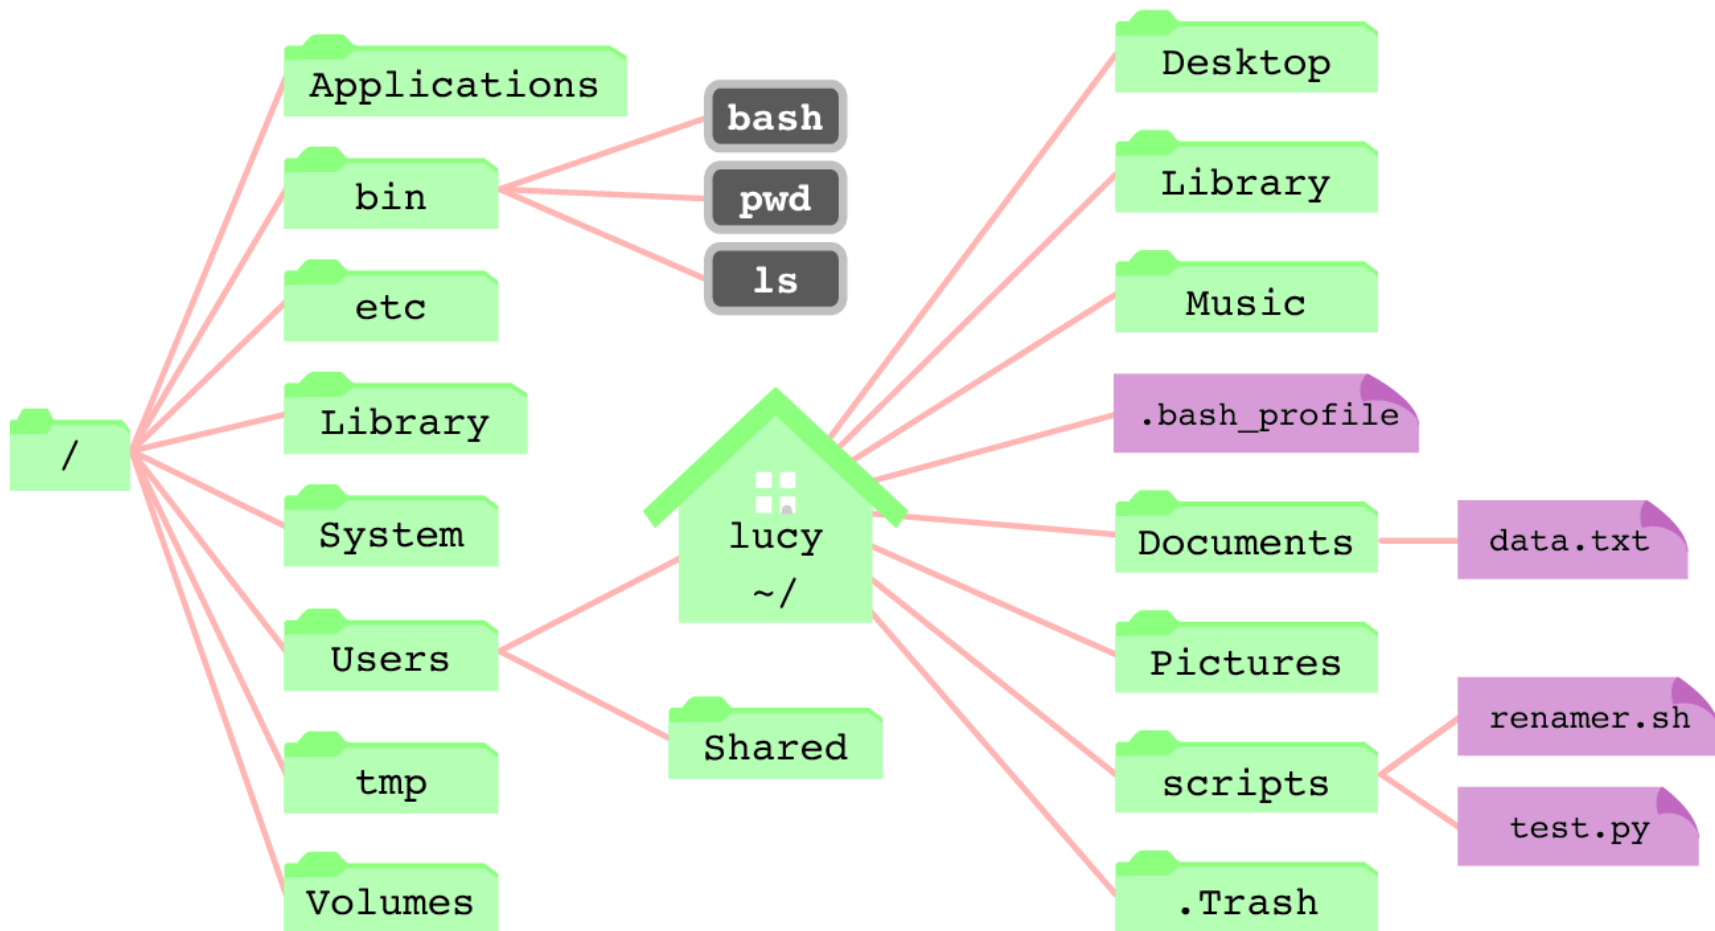 /
Applications
bin
etc
Library
System
Users
tmp
Volumes
bash
pwd
ls
lucy
~/
Shared
Desktop
Library
Music
.bash_profile
Documents
Pictures
scripts
.Trash
data.txt
renamer.sh
test.py